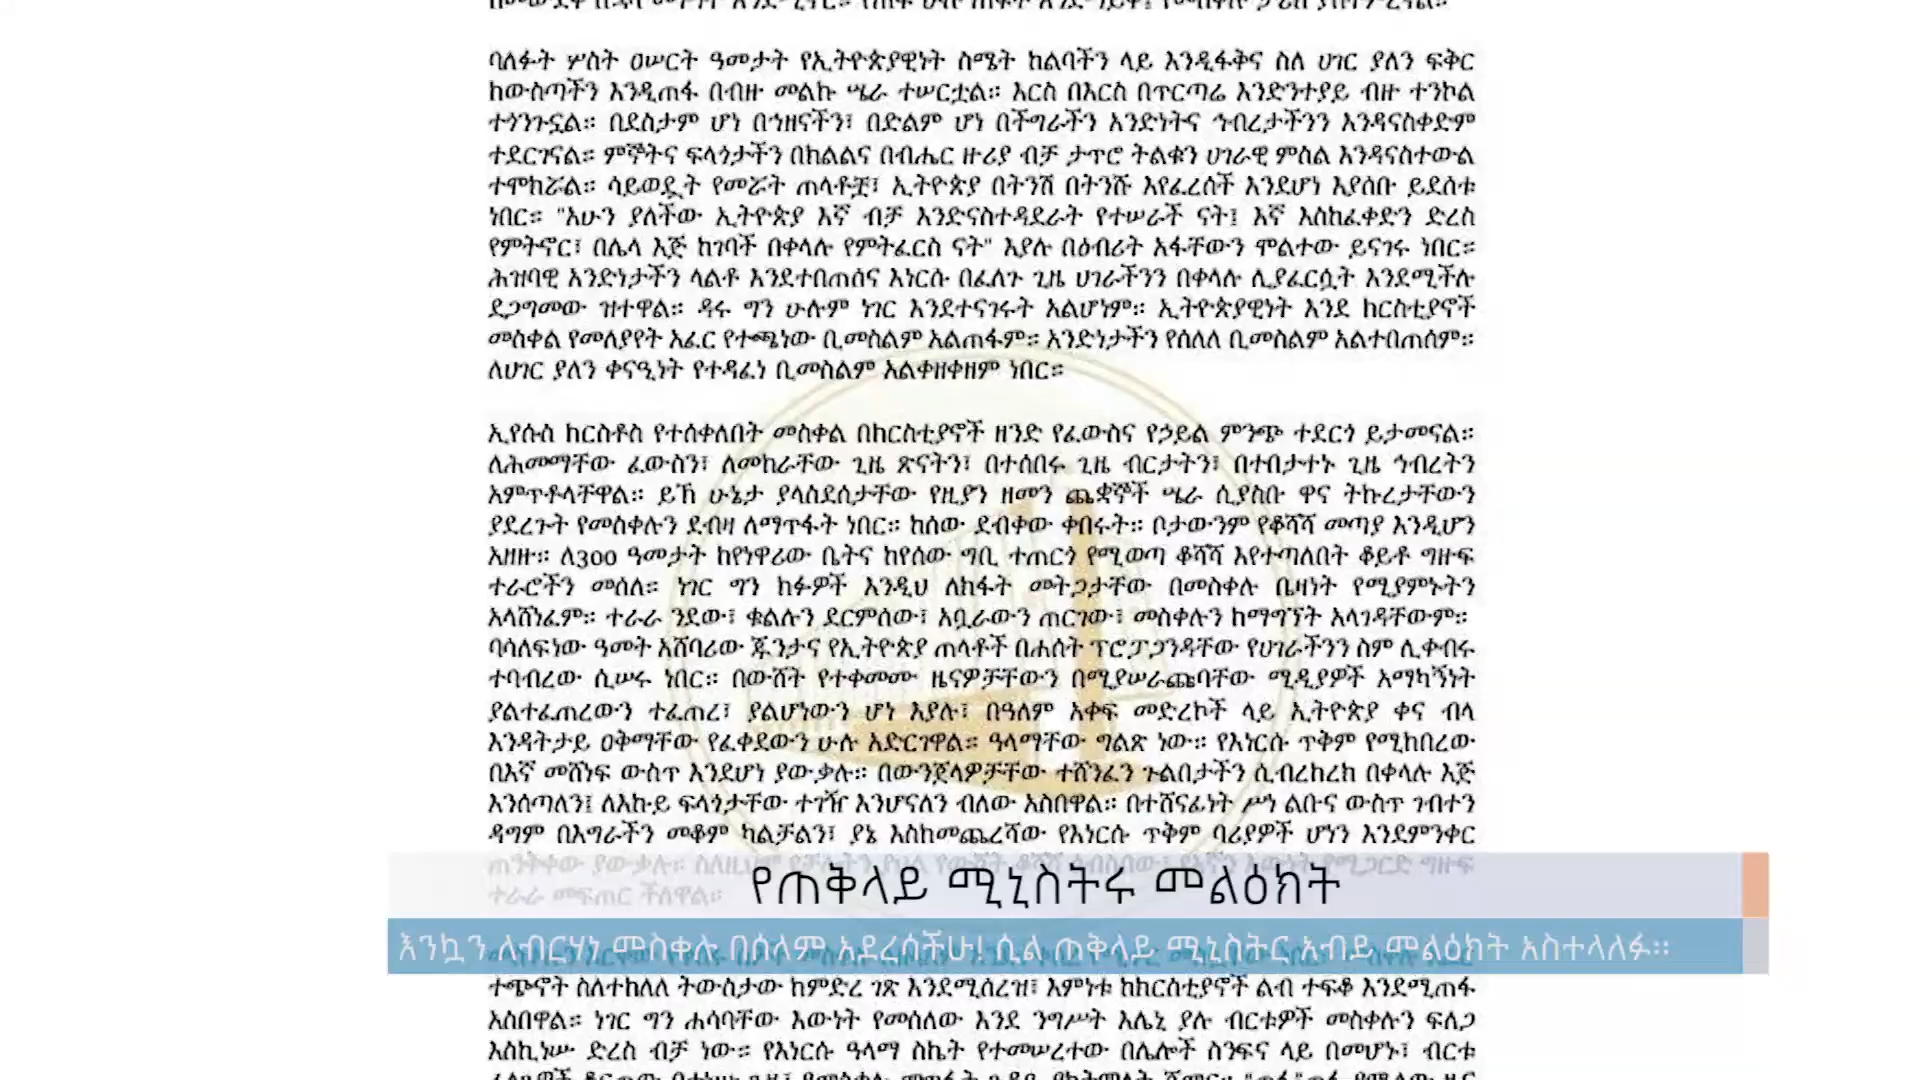 ባለፉት ሦስት ዐሠርት ዓመታት የኢትዮጵያዊነት ስሜት ከልባችን ላይ እንዲፋቅና ስለ ሀገር ያለን ፍቅር
ከውስጣችን እንዲጠፋ በብዙ መልኩ ሤራ ተሠርቷል። እርስ በእርስ በጥርጣሬ እንድንተያይ ብዙ ተንኮል
ተጎንጉኗል። በደስታም ሆነ በኀዘናችን፣ በድልም ሆነ በችግራችን አንድነትና ኅብረታችንን እንዳናስቀድም
ተደርገናል። ምኞትና ፍላጎታችን በክልልና በብሔር ዙሪያ ብቻ ታጥሮ ትልቁን ሀገራዊ ምስል እንዳናስተውል
ተሞክሯል። ሳይወዷት የመሯት ጠላቶቿ፣ ኢትዮጵያ በትንሽ በትንሹ እየፈረሰች እንደሆነ እያሰቡ ይደሰቱ
ነበር። "አሁን ያለችው ኢትዮጵያ እኛ ብቻ እንድናስተዳደራት የተሠራች ናት፤ እኛ እስከፈቀድን ድረስ
የምትኖር፣ በሌላ እጅ ከገባች በቀላሉ የምትፈርስ ናት" እያሉ በዕብሪት አፋቸውን ሞልተው ይናገሩ ነበር።
ሕዝባዊ አንድነታችን ላልቶ እንደተበጠሰና እነርሱ በፈለጉ ጊዜ ሀገራችንን በቀላሉ ሊያፈርሷት እንደሚችሉ
ደጋግመው ዝተዋል። ዳሩ ግን ሁሉም ነገር እንደተናገሩት አልሆነም። ኢትዮጵያዊነት እንደ ክርስቲያኖች
መስቀል የመለያየት አፈር የተጫነው ቢመስልም አልጠፋም። አንድነታችን የሰለለ ቢመስልም አልተበጠሰም።
ለሀገር ያለን ቀናዒነት የተዳፈነ ቢመስልም አልቀዘቀዘም ነበር።
ኢየሱስ ክርስቶስ የተሰቀለበት መስቀል በክርስቲያኖች ዘንድ የፈውስና የኃይል ምንጭ ተደርጎ ይታመናል።
ለሕመማቸው ፈውስን፣ ለመከራቸው ጊዜ ጽናትን፣ በተሰበሩ ጊዜ ብርታትን፣ በተበታተኑ ጊዜ ኅብረትን
አምጥቶላቸዋል። ይኸ ሁኔታ ያላስደሰታቸው የዚያን ዘመን ጨቋኞች ሤራ ሲያስቡ ዋና ትኩረታቸውን
ያደረጉት የመስቀሉን ደብዛ ለማጥፋት ነበር። ከሰው ደብቀው ቀበሩት። ቦታውንም የቆሻሻ መጣያ እንዲሆን
አዘዙ። ለ300 ዓመታት ከየነዋሪው ቤትና ከየሰው ግቢ ተጠርጎ የሚወጣ ቆሻሻ እየተጣለበት ቆይቶ ግዙፍ
ተራሮችን መሰለ። ነገር ግን ከፉዎች እንዲህ ለክፋት መትጋታቸው በመስቀሉ ቤዛነት የሚያምኑትን
አላሸነፈም። ተራራ ንደው፣ ቁልሉን ደርምሰው፣ አቧራውን ጠርገው፣ መስቀሉን ከማግኘት አላገዳቸውም።
ባሳለፍነው ዓመት አሸባሪው ጁንታና የኢትዮጵያ ጠላቶች በሐሰት ፕሮፓጋንዳቸው የሀገራችንን ስም ሊቀብሩ
ተባብረው ሲሠሩ ነበር። በውሸት የተቀመሙ ዜናዎቻቸውን በሚያሠራጩባቸው ሚዲያዎች አማካኝነት
ያልተፈጠረውን ተፈጠረ፣ ያልሆነውን ሆነ እያሉ፣ በዓለም አቀፍ መድረኮች ላይ ኢትዮጵያ ቀና ብላ
እንዳትታይ ዐቅማቸው የፈቀደውን ሁሉ አድርገዋል። ዓላማቸው ግልጽ ነው። የእነርሱ ጥቅም የሚከበረው
በእኛ መሸነፍ ውስጥ እንደሆነ ያውቃሉ። በውንጀላዎቻቸው ተሸንፈን ጉልበታችን ሲብረከረክ በቀላሉ እጅ
እንሰጣለን፤ ለእኩይ ፍላጎታቸው ተገዥ እንሆናለን ብለው አስበዋል። በተሸናፊነት ሥነ ልቡና ውስጥ ገብተን
ዳግም በእግራችን መቆም ካልቻልን፣ ያኔ እስከመጨረሻው የእነርሱ ጥቅም ባሪያዎች ሆነን እንደምንቀር
ጠንቅቀው ያውቃሉ። ስለዚህም
ተራራ መፍጠር ችለዋል።
የጠቅላይ ሚኒስትሩ መልዕክት
እንኳን ለብርሃነ መስቀሉ በሰላም አደረሰችሁ! ሲል ጠቅላይ ሚኒስትር አብይ መልዕክት አስተላለፉ።
ተጭኖት ስለተከለለ ትውስታው ከምድረ ገጽ እንደሚሰረዝ፣ እምነቱ ከክርስቲያኖች ልብ ተፍቆ እንደሚጠፋ
አስበዋል። ነገር ግን ሐሳባቸው እውነት የመሰለው እንደ ንግሥት እሌኒ ያሉ ብርቱዎች መስቀሉን ፍለጋ
እስኪነሡ ድረስ ብቻ ነው። የእነርሱ ዓላማ ስኬት የተመሠረተው በሌሎች ስንፍና ላይ በመሆኑ፣ ብርቱ